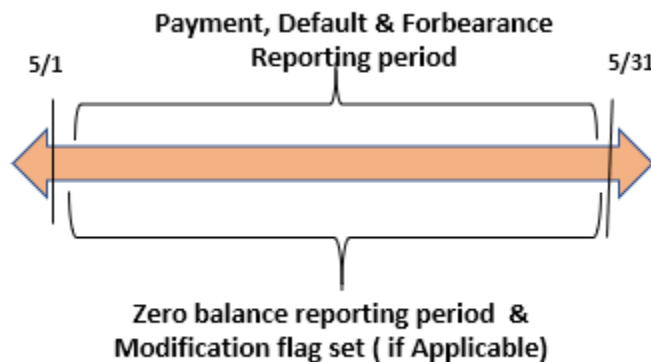 Payment, Default & Forbearance
Reporting period
5/1
5/31
Zero balance reporting period &
Modification flag set ( if Applicable)